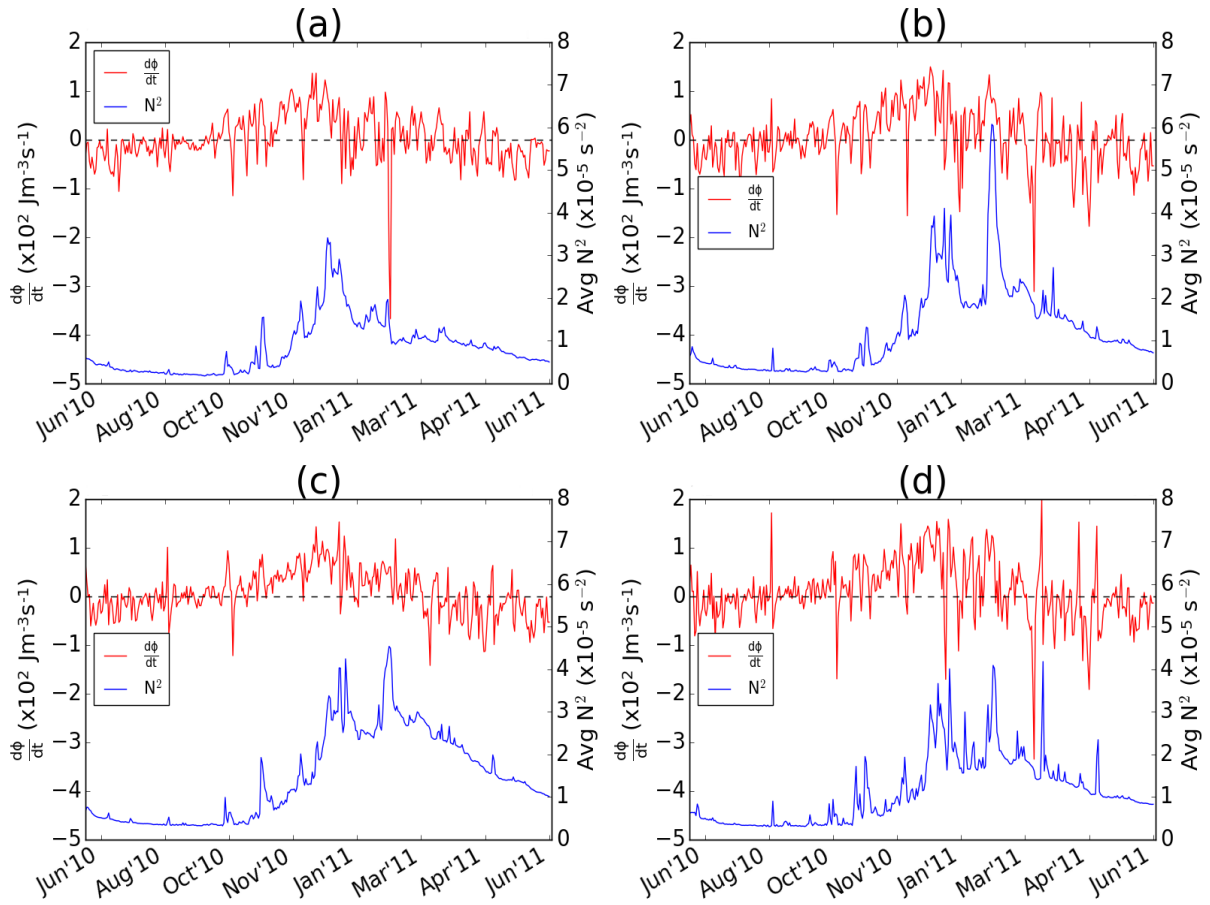 (a)
2
1
0
−1
−2
−3
−4
−5
dϕ/dt (x10² Jm⁻³s⁻¹)
dϕ/dt
N²
8
7
6
5
4
3
2
1
0
Avg N² (x10⁻⁵ s⁻²)
Jun'10 Aug'10 Oct'10 Nov'10 Jan'11 Mar'11 Apr'11 Jun'11
(b)
2
1
0
−1
−2
−3
−4
−5
dϕ/dt (x10² Jm⁻³s⁻¹)
dϕ/dt
N²
8
7
6
5
4
3
2
1
0
Avg N² (x10⁻⁵ s⁻²)
Jun'10 Aug'10 Oct'10 Nov'10 Jan'11 Mar'11 Apr'11 Jun'11
(c)
2
1
0
−1
−2
−3
−4
−5
dϕ/dt (x10² Jm⁻³s⁻¹)
dϕ/dt
N²
8
7
6
5
4
3
2
1
0
Avg N² (x10⁻⁵ s⁻²)
Jun'10 Aug'10 Oct'10 Nov'10 Jan'11 Mar'11 Apr'11 Jun'11
(d)
2
1
0
−1
−2
−3
−4
−5
dϕ/dt (x10² Jm⁻³s⁻¹)
dϕ/dt
N²
8
7
6
5
4
3
2
1
0
Avg N² (x10⁻⁵ s⁻²)
Jun'10 Aug'10 Oct'10 Nov'10 Jan'11 Mar'11 Apr'11 Jun'11